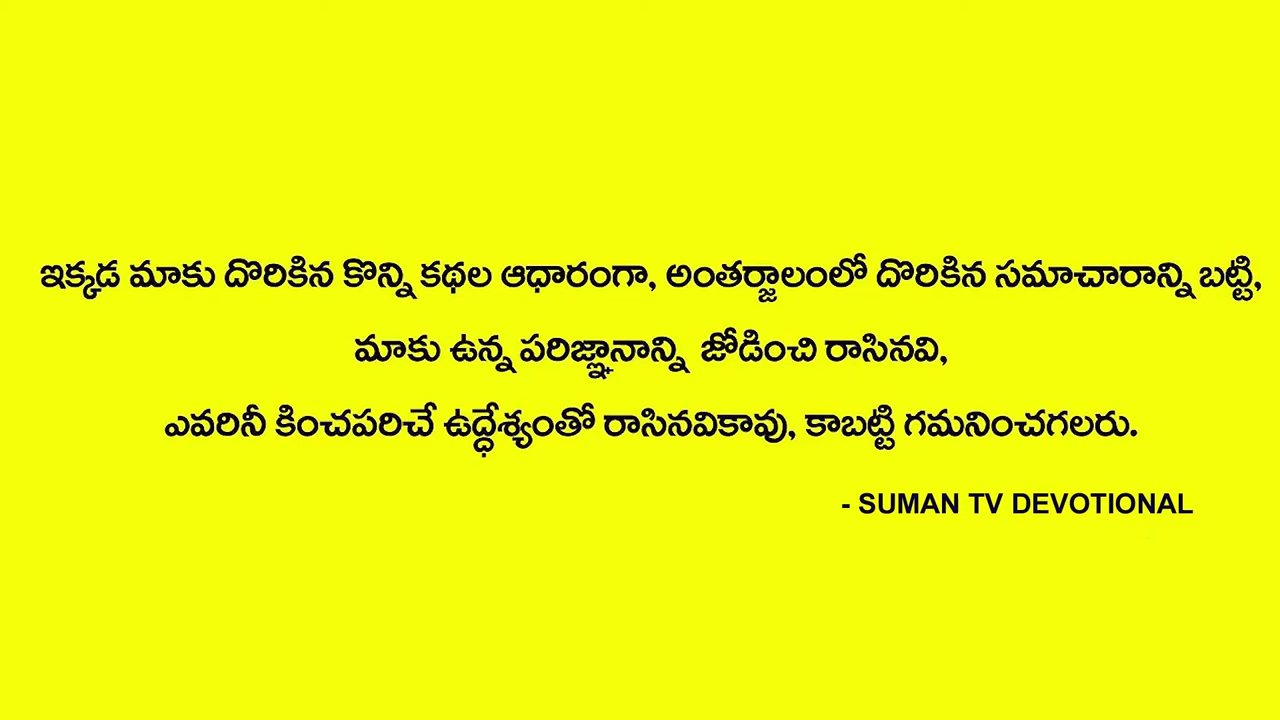 ఇక్కడ మాకు దొరికిన కొన్ని కథల ఆధారంగా, అంతర్జాలంలో దొరికిన సమాచారాన్ని బట్టి,
మాకు ఉన్న పరిజ్ఞానాన్ని జోడించి రాసినవి,
ఎవరినీ కించపరిచే ఉద్ధేశ్యంతో రాసినవికావు, కాబట్టి గమనించగలరు.
- SUMAN TV DEVOTIONAL